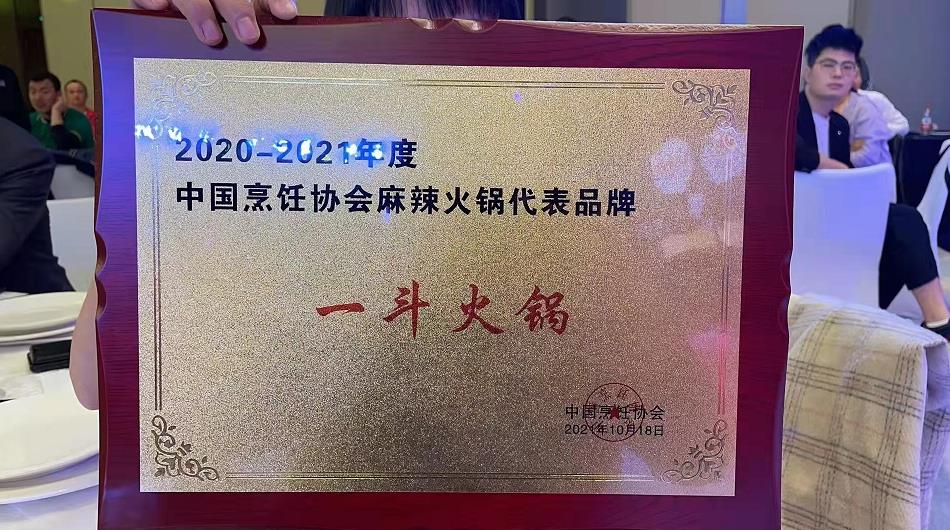 2020-2021年度
中国烹饪协会麻辣火锅代表品牌
一斗火锅
中国烹饪协会
2021年10月18日